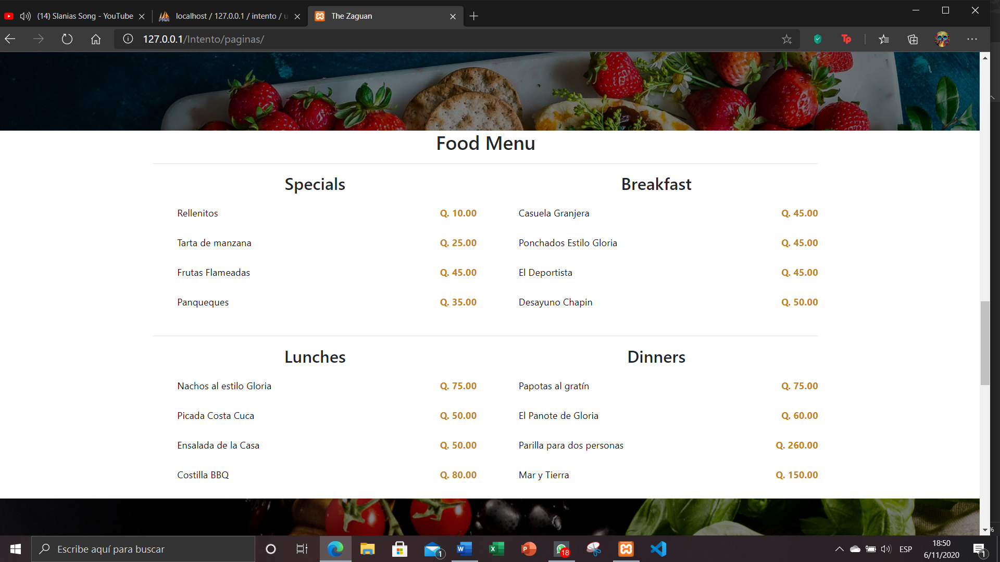 (14) Slanias Song - YouTube
localhost / 127.0.0.1 / intento / u
The Zaguan
127.0.0.1/Intento/paginas/
Food Menu
Specials
Rellenitos Q. 10.00
Tarta de manzana Q. 25.00
Frutas Flameadas Q. 45.00
Panqueques Q. 35.00
Breakfast
Casuela Granjera Q. 45.00
Ponchados Estilo Gloria Q. 45.00
El Deportista Q. 45.00
Desayuno Chapin Q. 50.00
Lunches
Nachos al estilo Gloria Q. 75.00
Picada Costa Cuca Q. 50.00
Ensalada de la Casa Q. 50.00
Costilla BBQ Q. 80.00
Dinners
Papotas al gratín Q. 75.00
El Panote de Gloria Q. 60.00
Parilla para dos personas Q. 260.00
Mar y Tierra Q. 150.00
%
Escribe aquí para buscar
1
18
ESP
18:50
6/11/2020
1